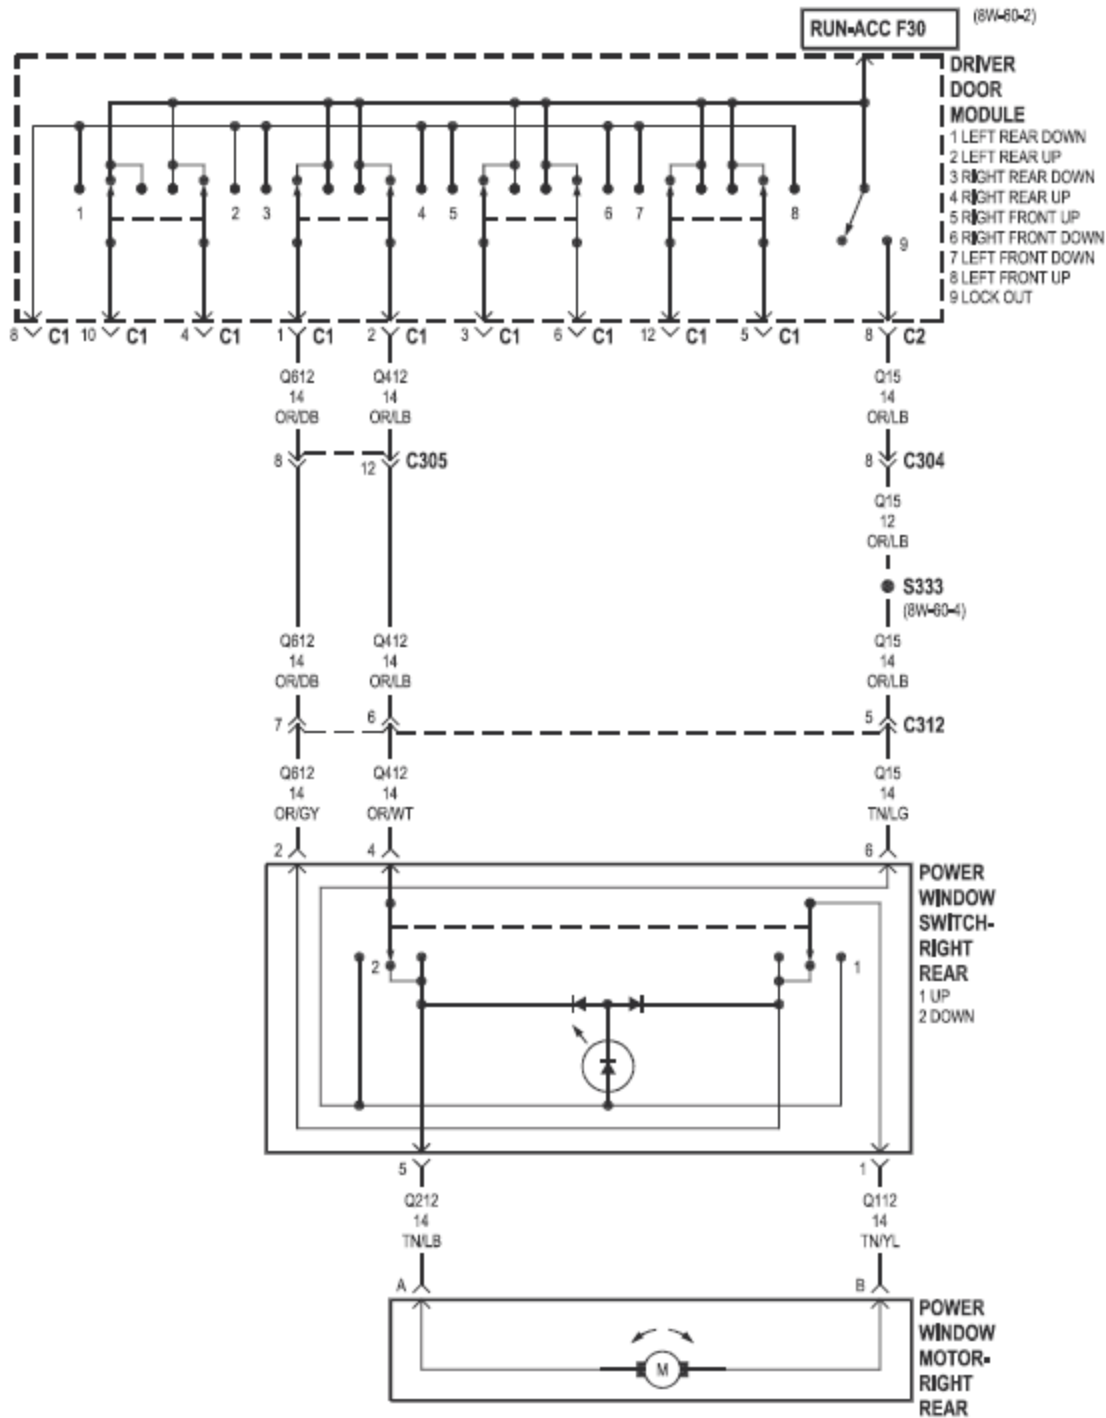 RUN-ACC F30
(8W-60-2)
DRIVER
DOOR
MODULE
1 LEFT REAR DOWN
2 LEFT REAR UP
3 RIGHT REAR DOWN
4 RIGHT REAR UP
5 RIGHT FRONT UP
6 RIGHT FRONT DOWN
7 LEFT FRONT DOWN
8 LEFT FRONT UP
9 LOCK OUT
1 2 3 4 5 6 7 8
9
8 C1 10 C1 4 C1 1 C1 2 C1 3 C1 6 C1 12 C1 5 C1 8 C2
Q612 Q412 Q15
14 14 14
OR/DB OR/LB OR/LB
8 12 C305 8 C304
Q15
12
OR/LB
S333
(8W-60-4)
Q612 Q412 Q15
14 14 14
OR/DB OR/LB OR/LB
7 6 5 C312
Q612 Q412 Q15
14 14 14
OR/GY OR/WT TN/LG
2 4 6
POWER
WINDOW
SWITCH-
RIGHT
REAR
1 UP
2 DOWN
2 1
5 1
Q212 Q112
14 14
TN/LB TN/YL
A B
POWER
WINDOW
MOTOR-
RIGHT
REAR
M